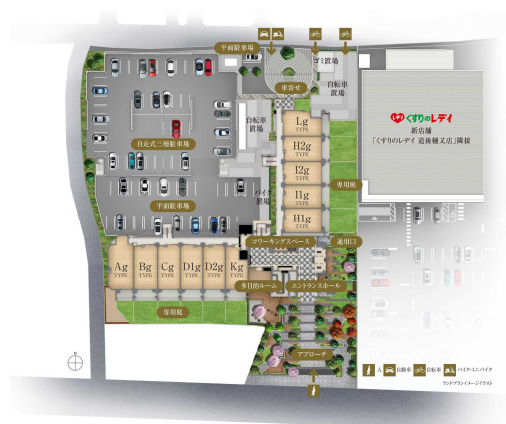 平面駐車場
ゴミ置場
車寄せ
自転車
置場
自転車
置場
レデイ くすりのレデイ
新店舗
「くすりのレデイ 道後樋又店」隣接
自走式三層駐車場
Lg
TYPE
H2g
TYPE
I2g
TYPE
I1g
TYPE
H1g
TYPE
専用庭
バイク
置場
平面駐車場
コワーキングスペース
通用口
Ag
TYPE
Bg
TYPE
Cg
TYPE
D1g
TYPE
D2g
TYPE
Kg
TYPE
多目的ルーム
エントランスホール
専用庭
アプローチ
N
人 自動車 自転車 バイク・ミニバイク
ランドプランイメージイラスト